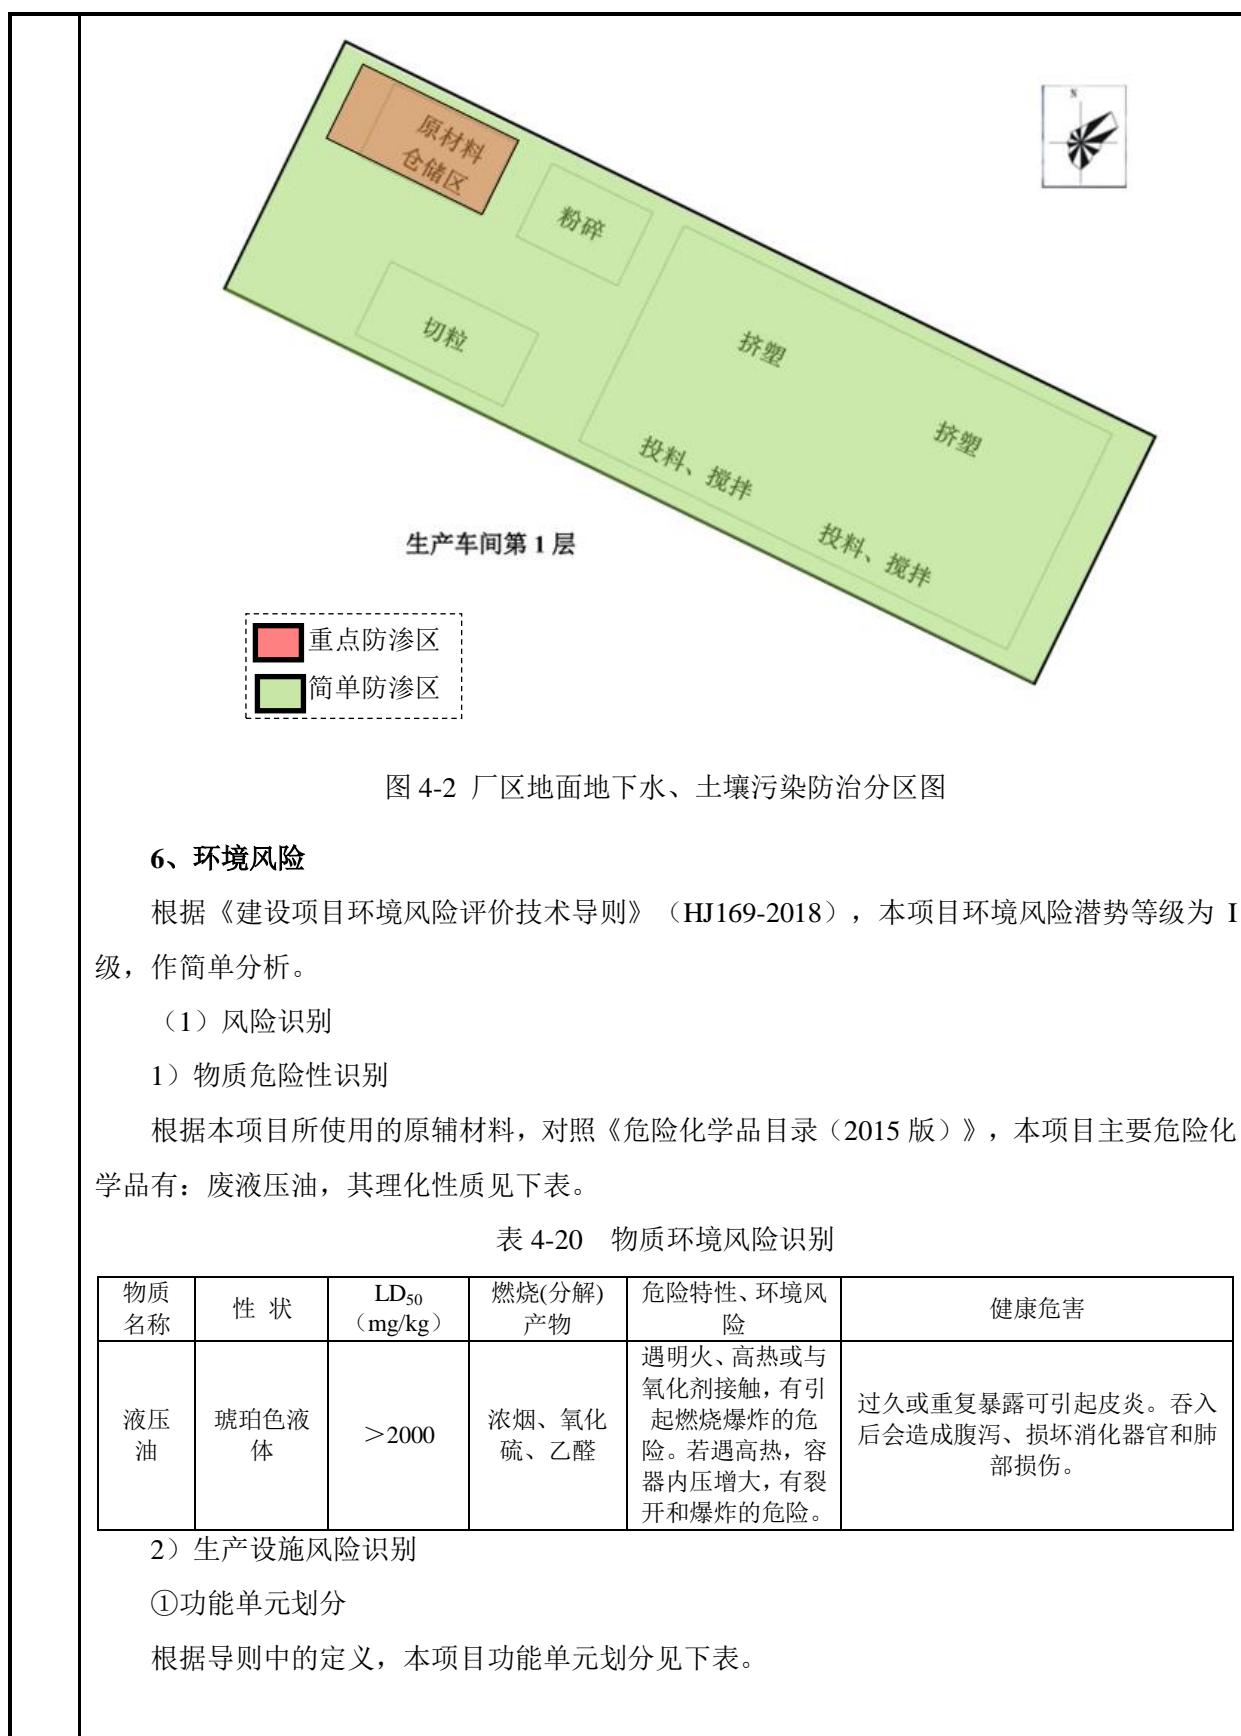 N
原材料
仓储区
粉碎
切粒
挤塑
挤塑
投料、搅拌
投料、搅拌
生产车间第 1 层
重点防渗区
简单防渗区
图 4-2 厂区地面地下水、土壤污染防治分区图
6、环境风险
根据《建设项目环境风险评价技术导则》（HJ169-2018），本项目环境风险潜势等级为 I
级，作简单分析。
（1）风险识别
1）物质危险性识别
根据本项目所使用的原辅材料，对照《危险化学品目录（2015 版）》，本项目主要危险化
学品有：废液压油，其理化性质见下表。
表 4-20 物质环境风险识别
物质
名称
性 状
LD50
（mg/kg）
燃烧(分解)
产物
危险特性、环境风
险
健康危害
液压
油
琥珀色液
体
＞2000
浓烟、氧化
硫、乙醛
遇明火、高热或与
氧化剂接触，有引
起燃烧爆炸的危
险。若遇高热，容
器内压增大，有裂
开和爆炸的危险。
过久或重复暴露可引起皮炎。吞入
后会造成腹泻、损坏消化器官和肺
部损伤。
2）生产设施风险识别
①功能单元划分
根据导则中的定义，本项目功能单元划分见下表。